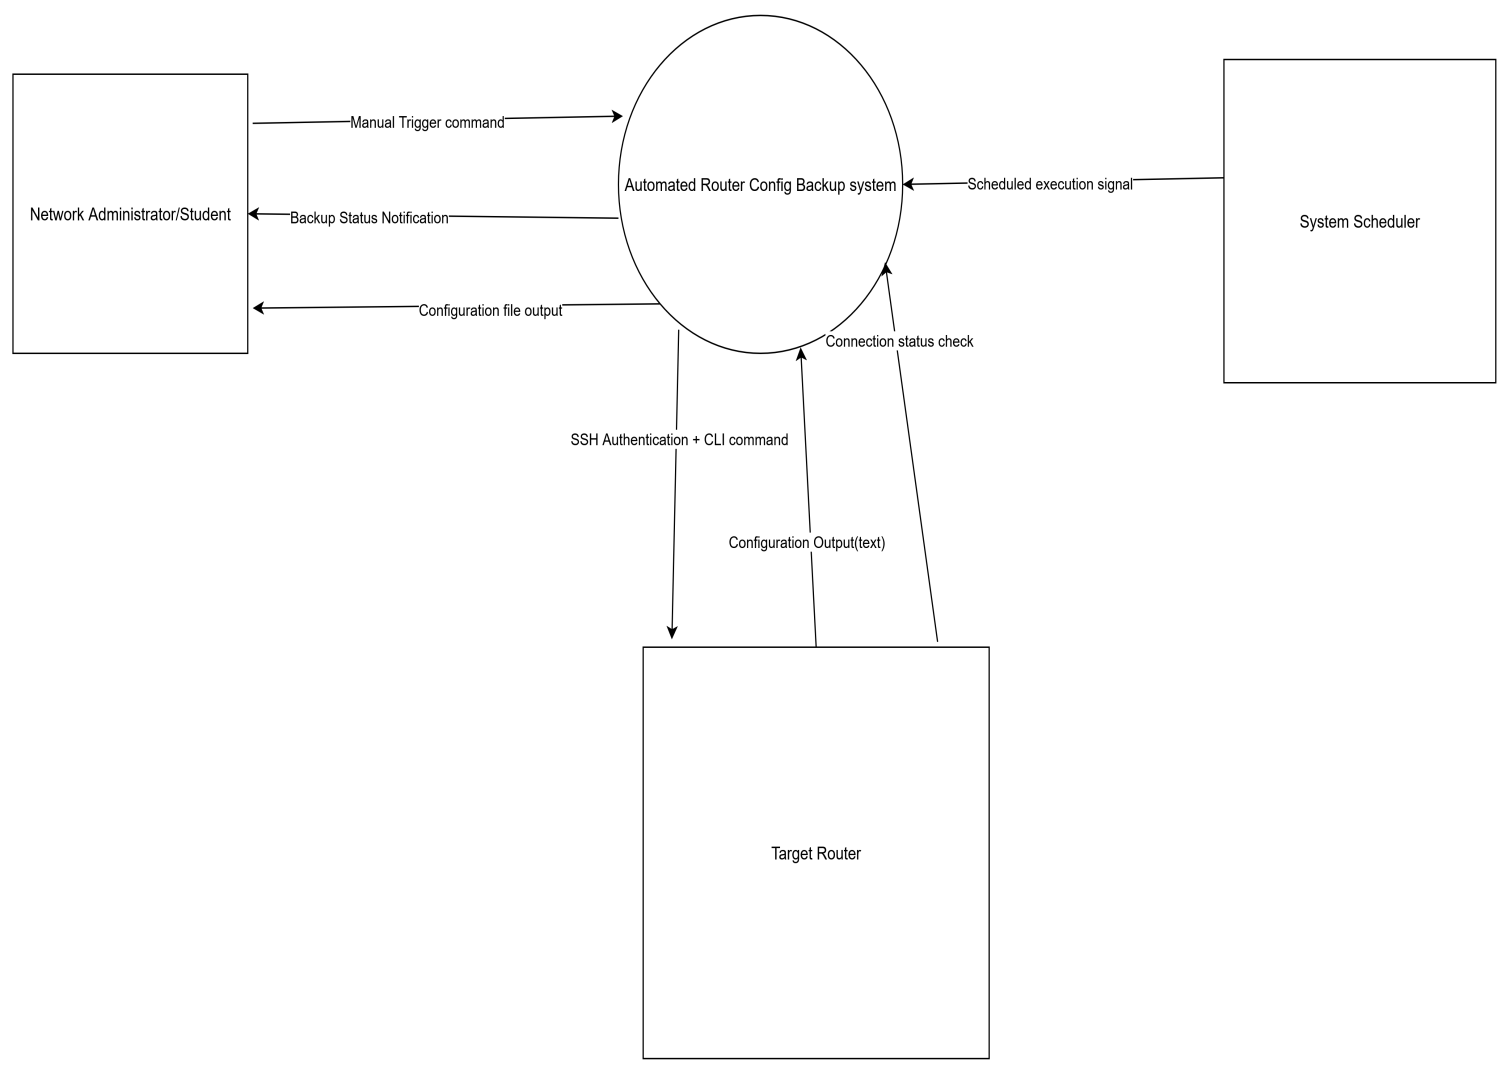 Manual Trigger command
Automated Router Config Backup system
Scheduled execution signal
Network Administrator/Student
Backup Status Notification
System Scheduler
Configuration file output
Connection status check
SSH Authentication + CLI command
Configuration Output(text)
Target Router